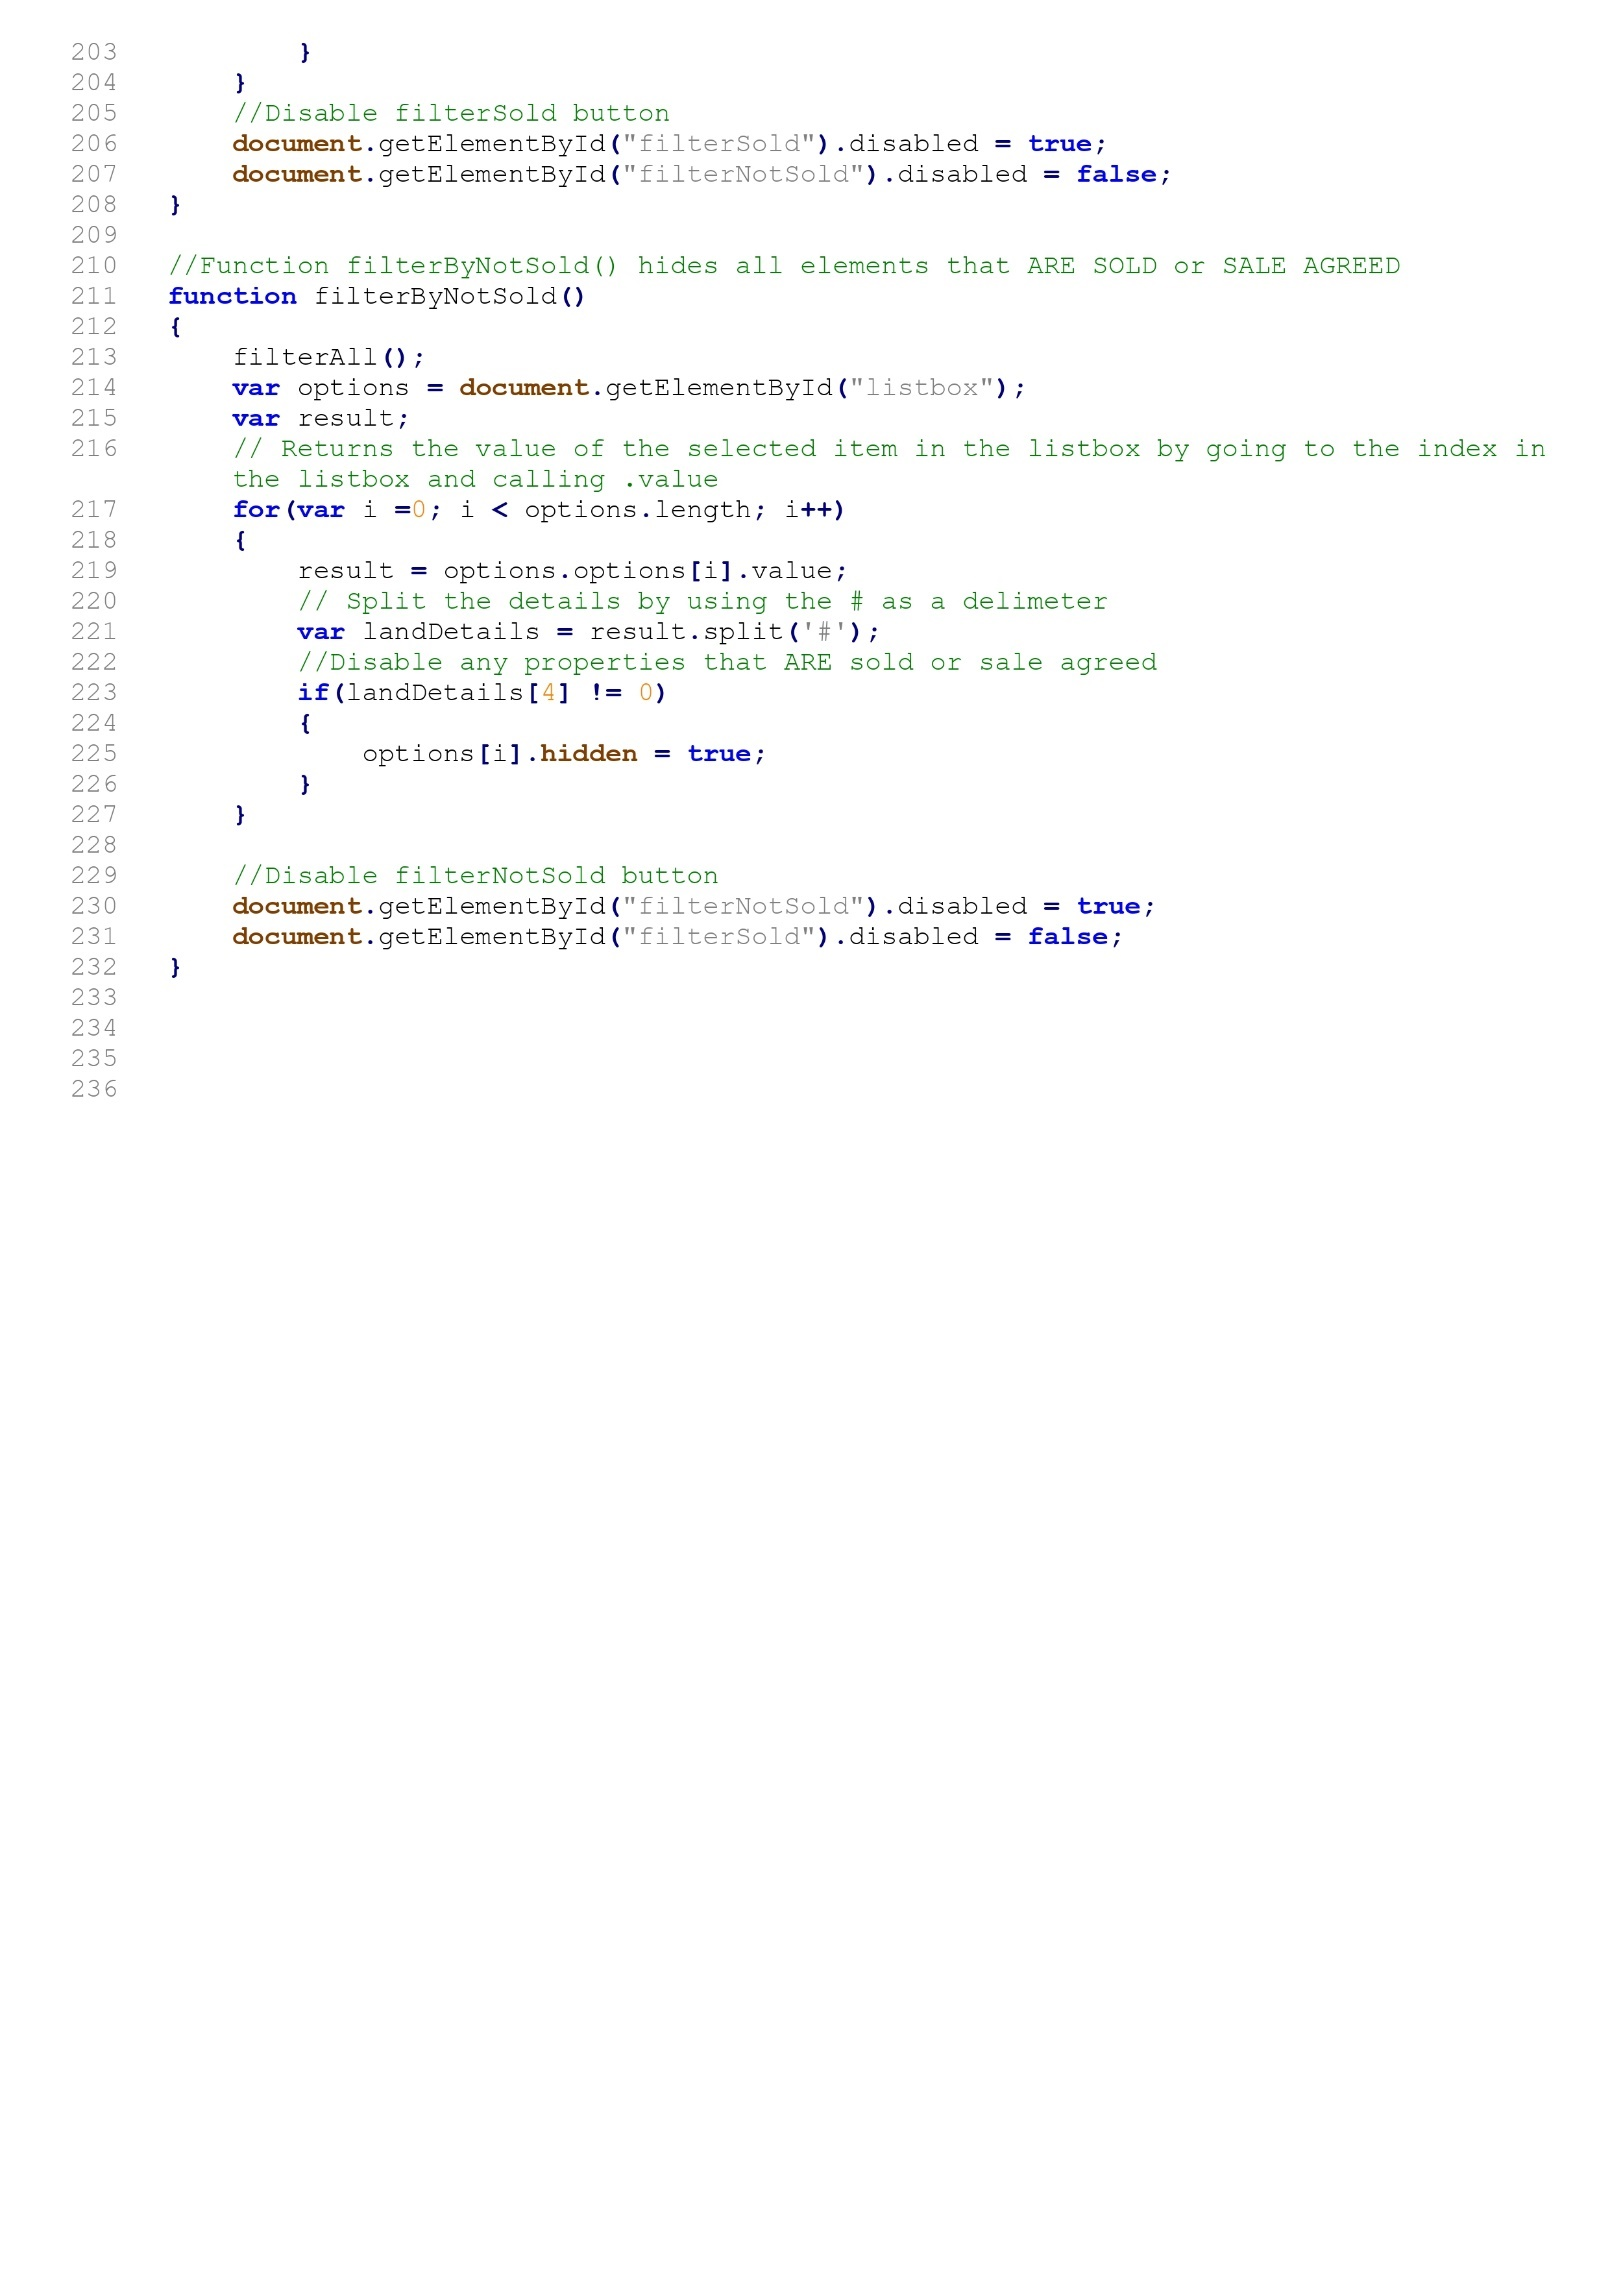 203            }
204        }
205        //Disable filterSold button
206        document.getElementById("filterSold").disabled = true;
207        document.getElementById("filterNotSold").disabled = false;
208    }
209
210    //Function filterByNotSold() hides all elements that ARE SOLD or SALE AGREED
211    function filterByNotSold()
212    {
213        filterAll();
214        var options = document.getElementById("listbox");
215        var result;
216        // Returns the value of the selected item in the listbox by going to the index in
           the listbox and calling .value
217        for(var i =0; i < options.length; i++)
218        {
219            result = options.options[i].value;
220            // Split the details by using the # as a delimeter
221            var landDetails = result.split('#');
222            //Disable any properties that ARE sold or sale agreed
223            if(landDetails[4] != 0)
224            {
225                options[i].hidden = true;
226            }
227        }
228
229        //Disable filterNotSold button
230        document.getElementById("filterNotSold").disabled = true;
231        document.getElementById("filterSold").disabled = false;
232    }
233
234
235
236